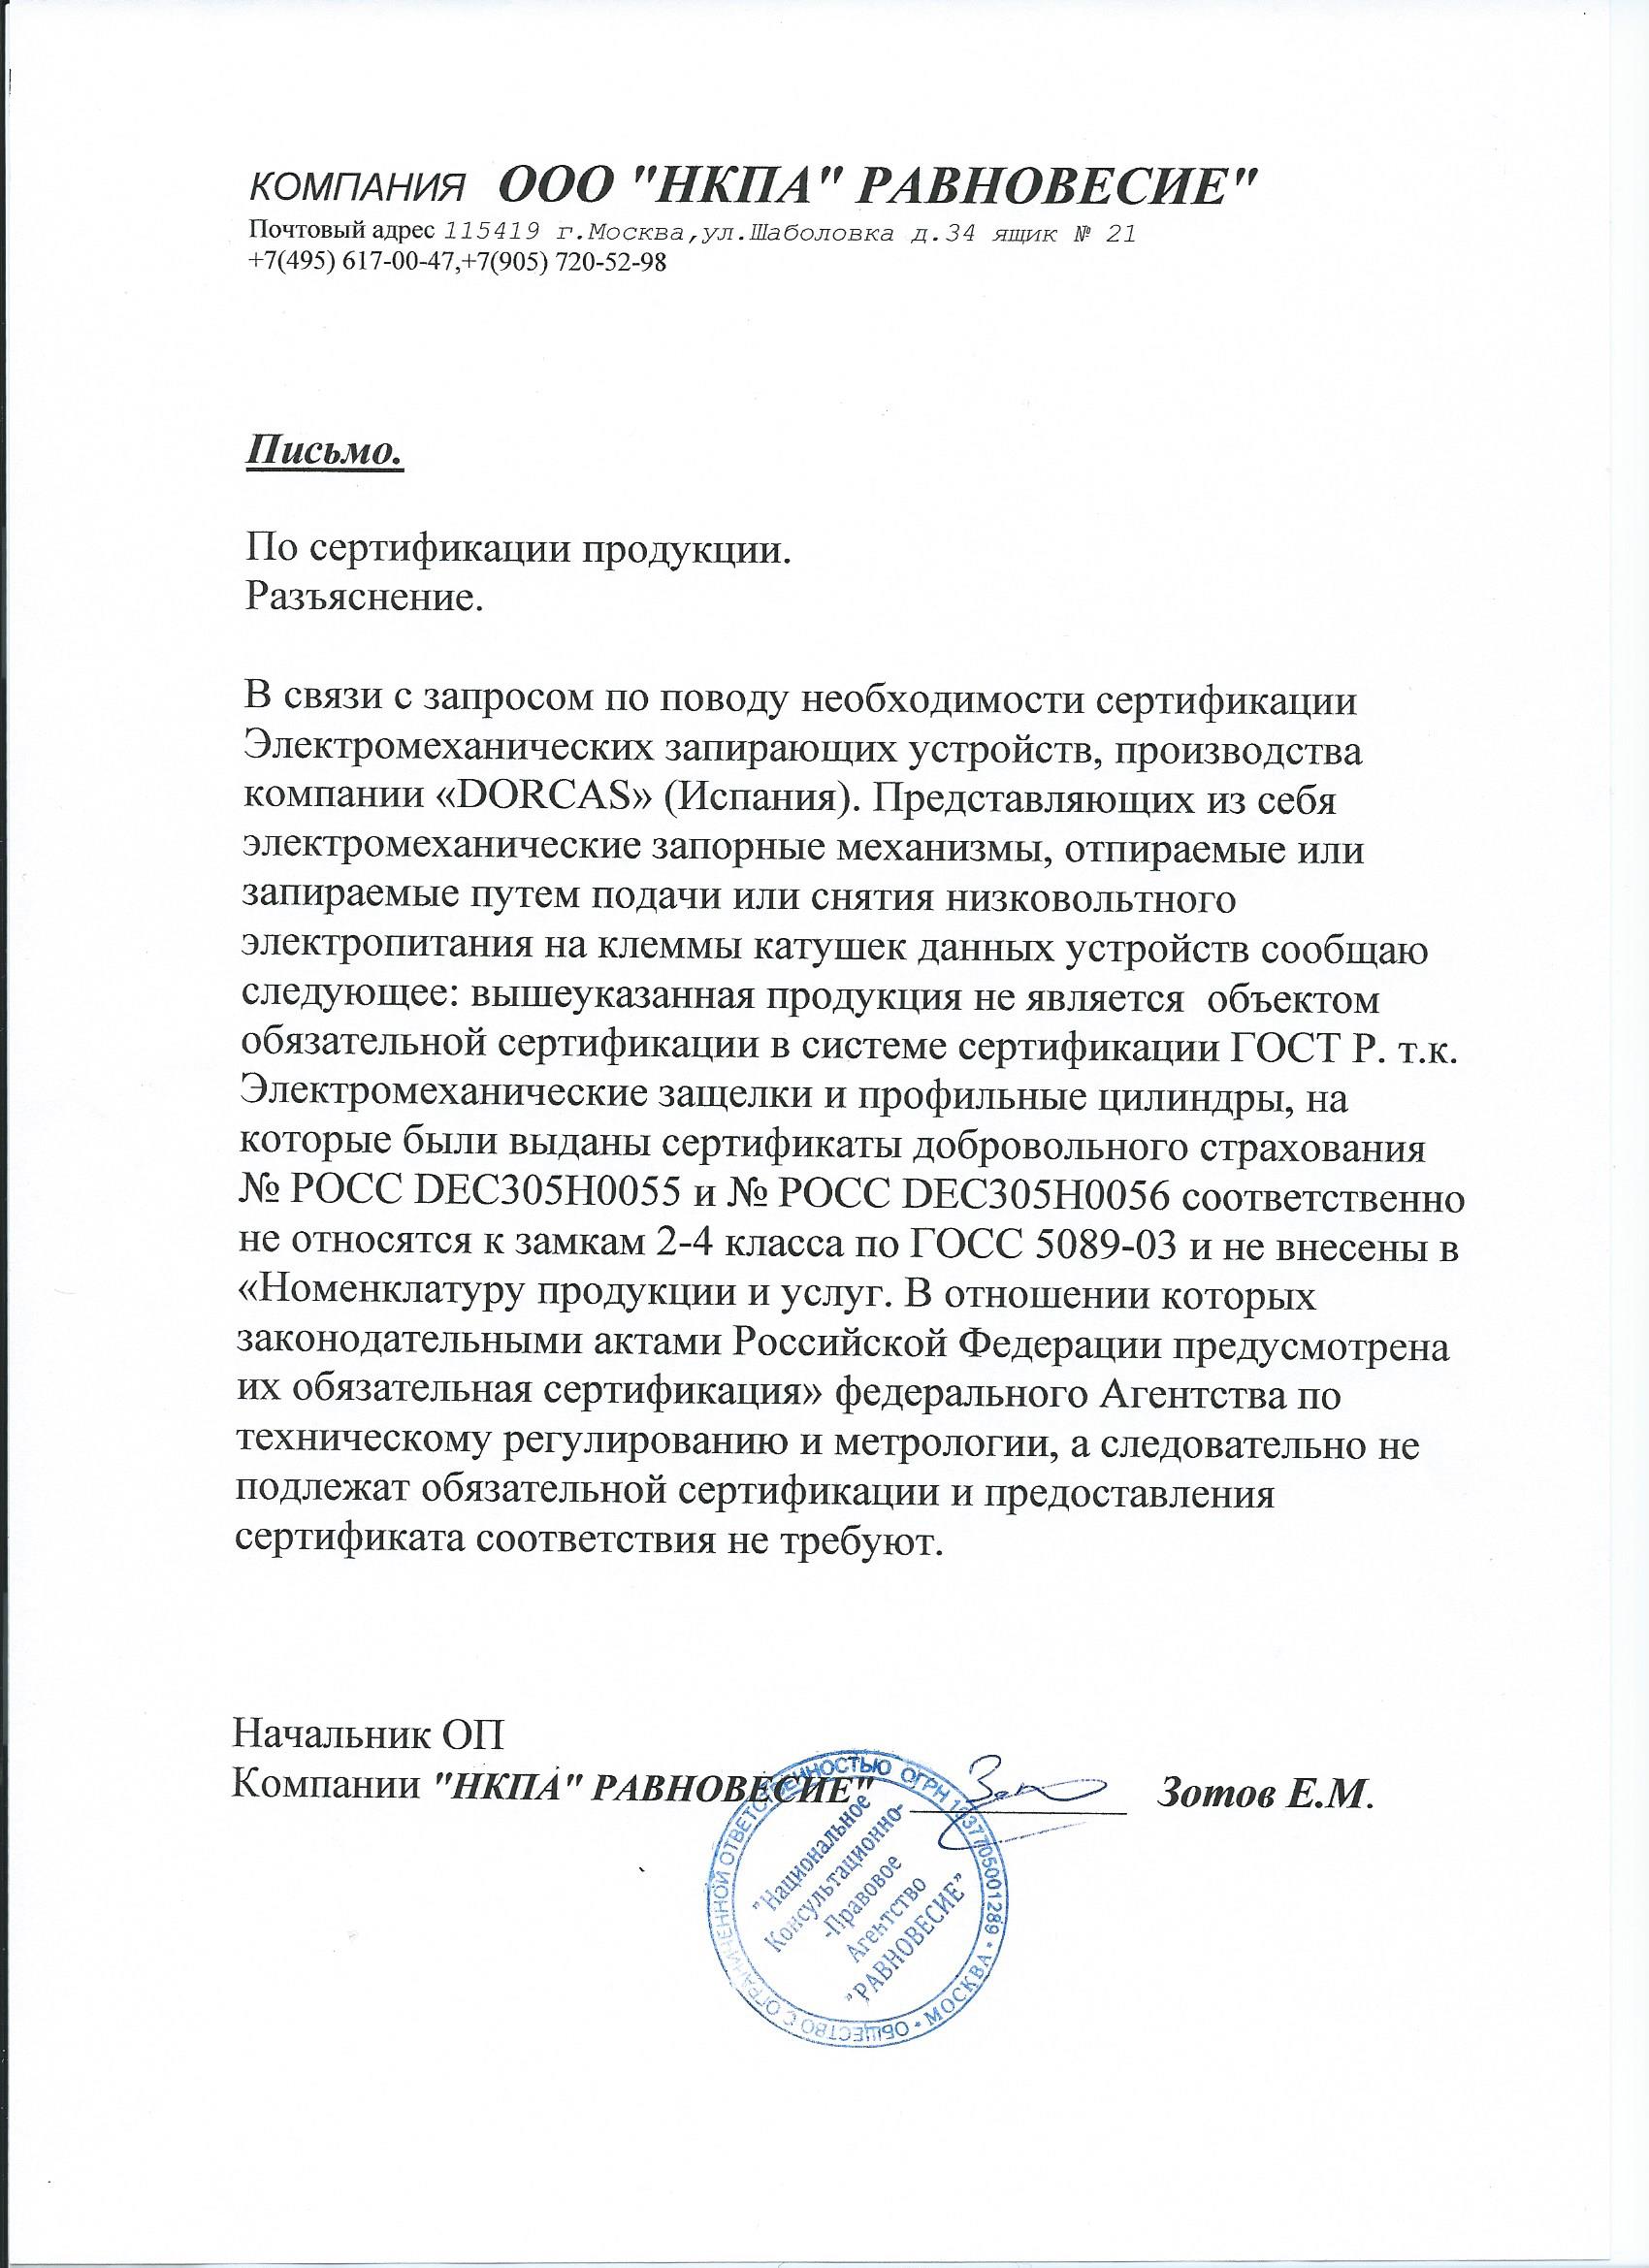 КОМПАНИЯ ООО "НКПА" РАВНОВЕСИЕ"
Почтовый адрес 115419 г.Москва,ул.Шаболовка д.34 ящик № 21
+7(495) 617-00-47,+7(905) 720-52-98
Письмо.
По сертификации продукции.
Разъяснение.
В связи с запросом по поводу необходимости сертификации
Электромеханических запирающих устройств, производства
компании «DORCAS» (Испания). Представляющих из себя
электромеханические запорные механизмы, отпираемые или
запираемые путем подачи или снятия низковольтного
электропитания на клеммы катушек данных устройств сообщаю
следующее: вышеуказанная продукция не является объектом
обязательной сертификации в системе сертификации ГОСТ Р. т.к.
Электромеханические защелки и профильные цилиндры, на
которые были выданы сертификаты добровольного страхования
№ РОСС DEC305H0055 и № РОСС DEC305H0056 соответственно
не относятся к замкам 2-4 класса по ГОСС 5089-03 и не внесены в
«Номенклатуру продукции и услуг. В отношении которых
законодательными актами Российской Федерации предусмотрена
их обязательная сертификация» федерального Агентства по
техническому регулированию и метрологии, а следовательно не
подлежат обязательной сертификации и предоставления
сертификата соответствия не требуют.
Начальник ОП
Компании "НКПА" РАВНОВЕСИЕ" Зотов Е.М.
ОБЩЕСТВО С ОГРАНИЧЕННОЙ ОТВЕТСТВЕННОСТЬЮ ОГРН 1037705001289 • МОСКВА •
"Национальное
Консультационно-
-Правовое
Агентство
"РАВНОВЕСИЕ"